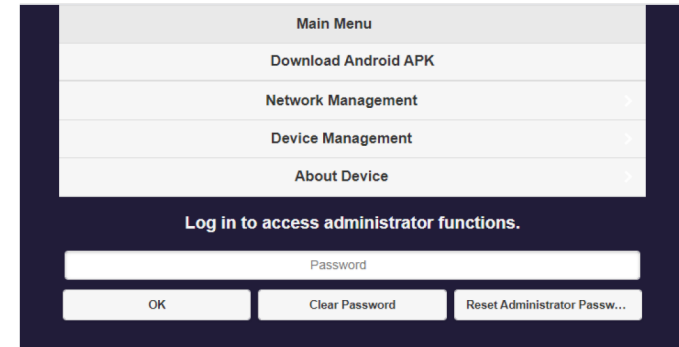 Main Menu
Download Android APK
Network Management
Device Management
About Device
Log in to access administrator functions.
Password
OK
Clear Password
Reset Administrator Passw...